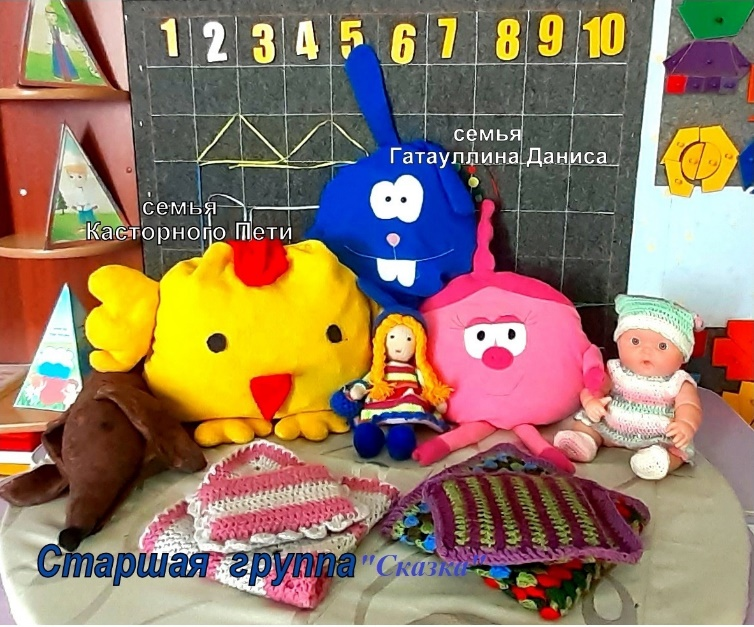 1 2 3 4 5 6 7 8 9 10
семья
Гатауллина Даниса
семья
Касторного Пети
Старшая группа "Сказка"